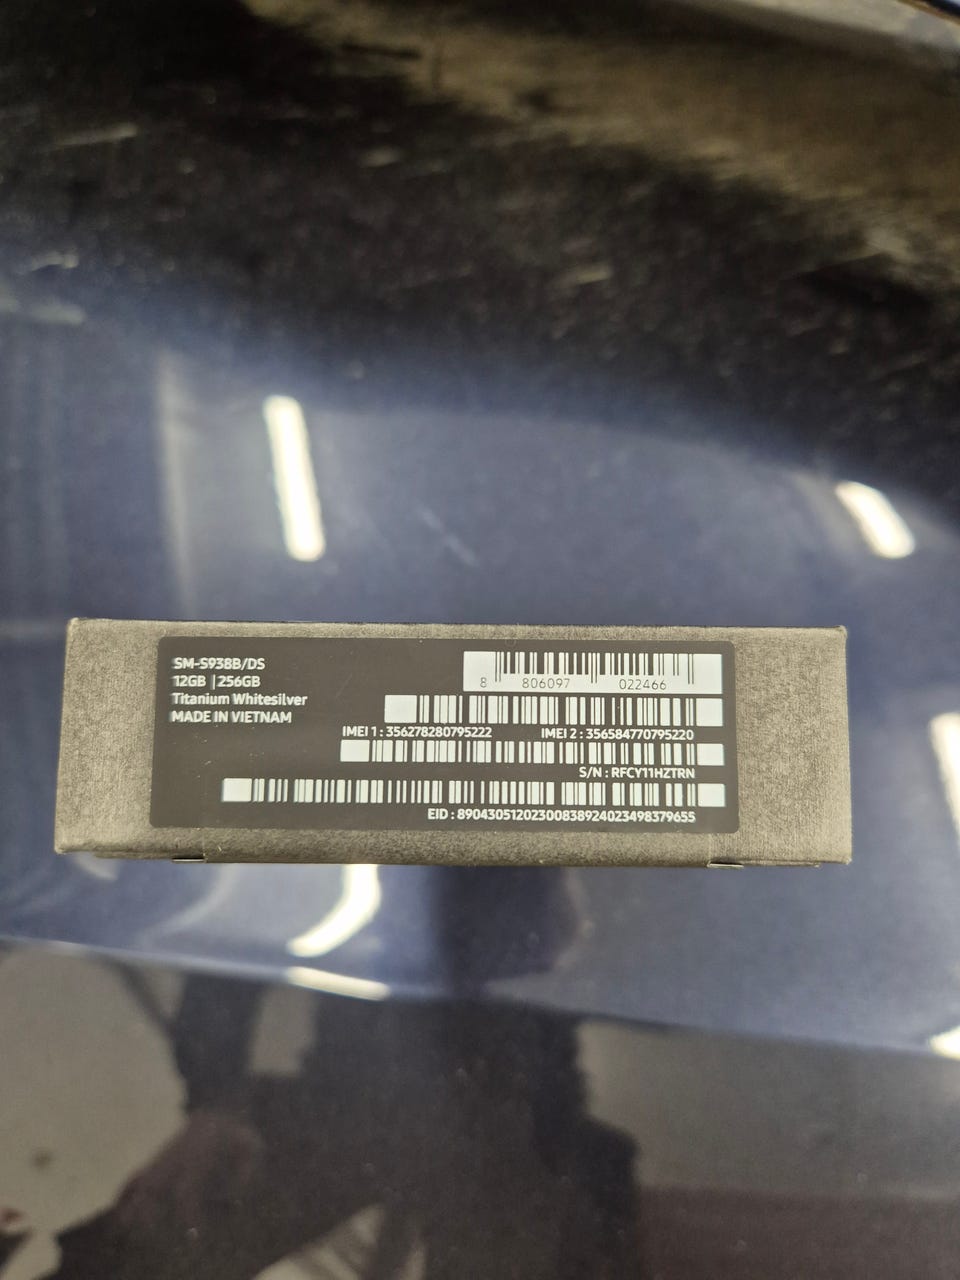 SM-S938B/DS
12GB | 256GB
Titanium Whitesilver
MADE IN VIETNAM
8 806097 022466
IMEI 1 : 356278280795222 IMEI 2 : 356584770795220
S/N : RFCY11HZTRN
EID : 89043051202300838924023498379655